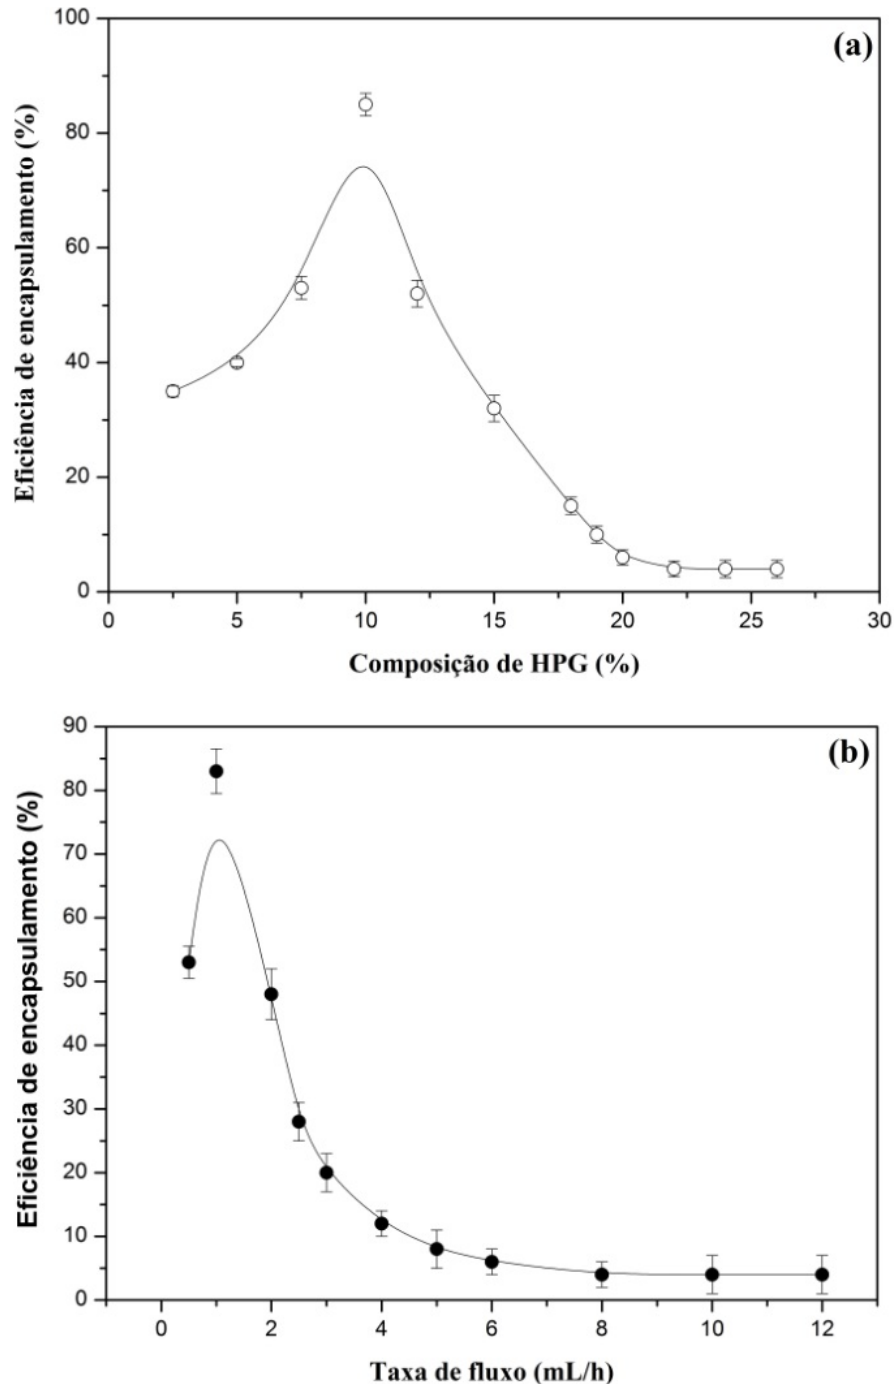 (a)
Eficiência de encapsulamento (%)
100
80
60
40
20
0
0 5 10 15 20 25 30
Composição de HPG (%)
(b)
Eficiência de encapsulamento (%)
90
80
70
60
50
40
30
20
10
0
0 2 4 6 8 10 12
Taxa de fluxo (mL/h)